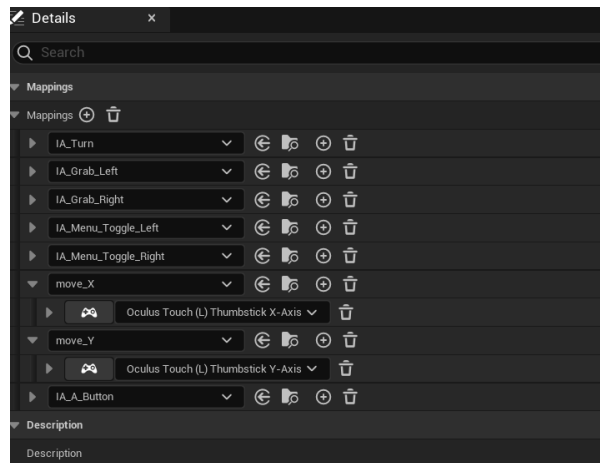 Details ×
Search
Mappings
Mappings
IA_Turn
IA_Grab_Left
IA_Grab_Right
IA_Menu_Toggle_Left
IA_Menu_Toggle_Right
move_X
Oculus Touch (L) Thumbstick X-Axis
move_Y
Oculus Touch (L) Thumbstick Y-Axis
IA_A_Button
Description
Description